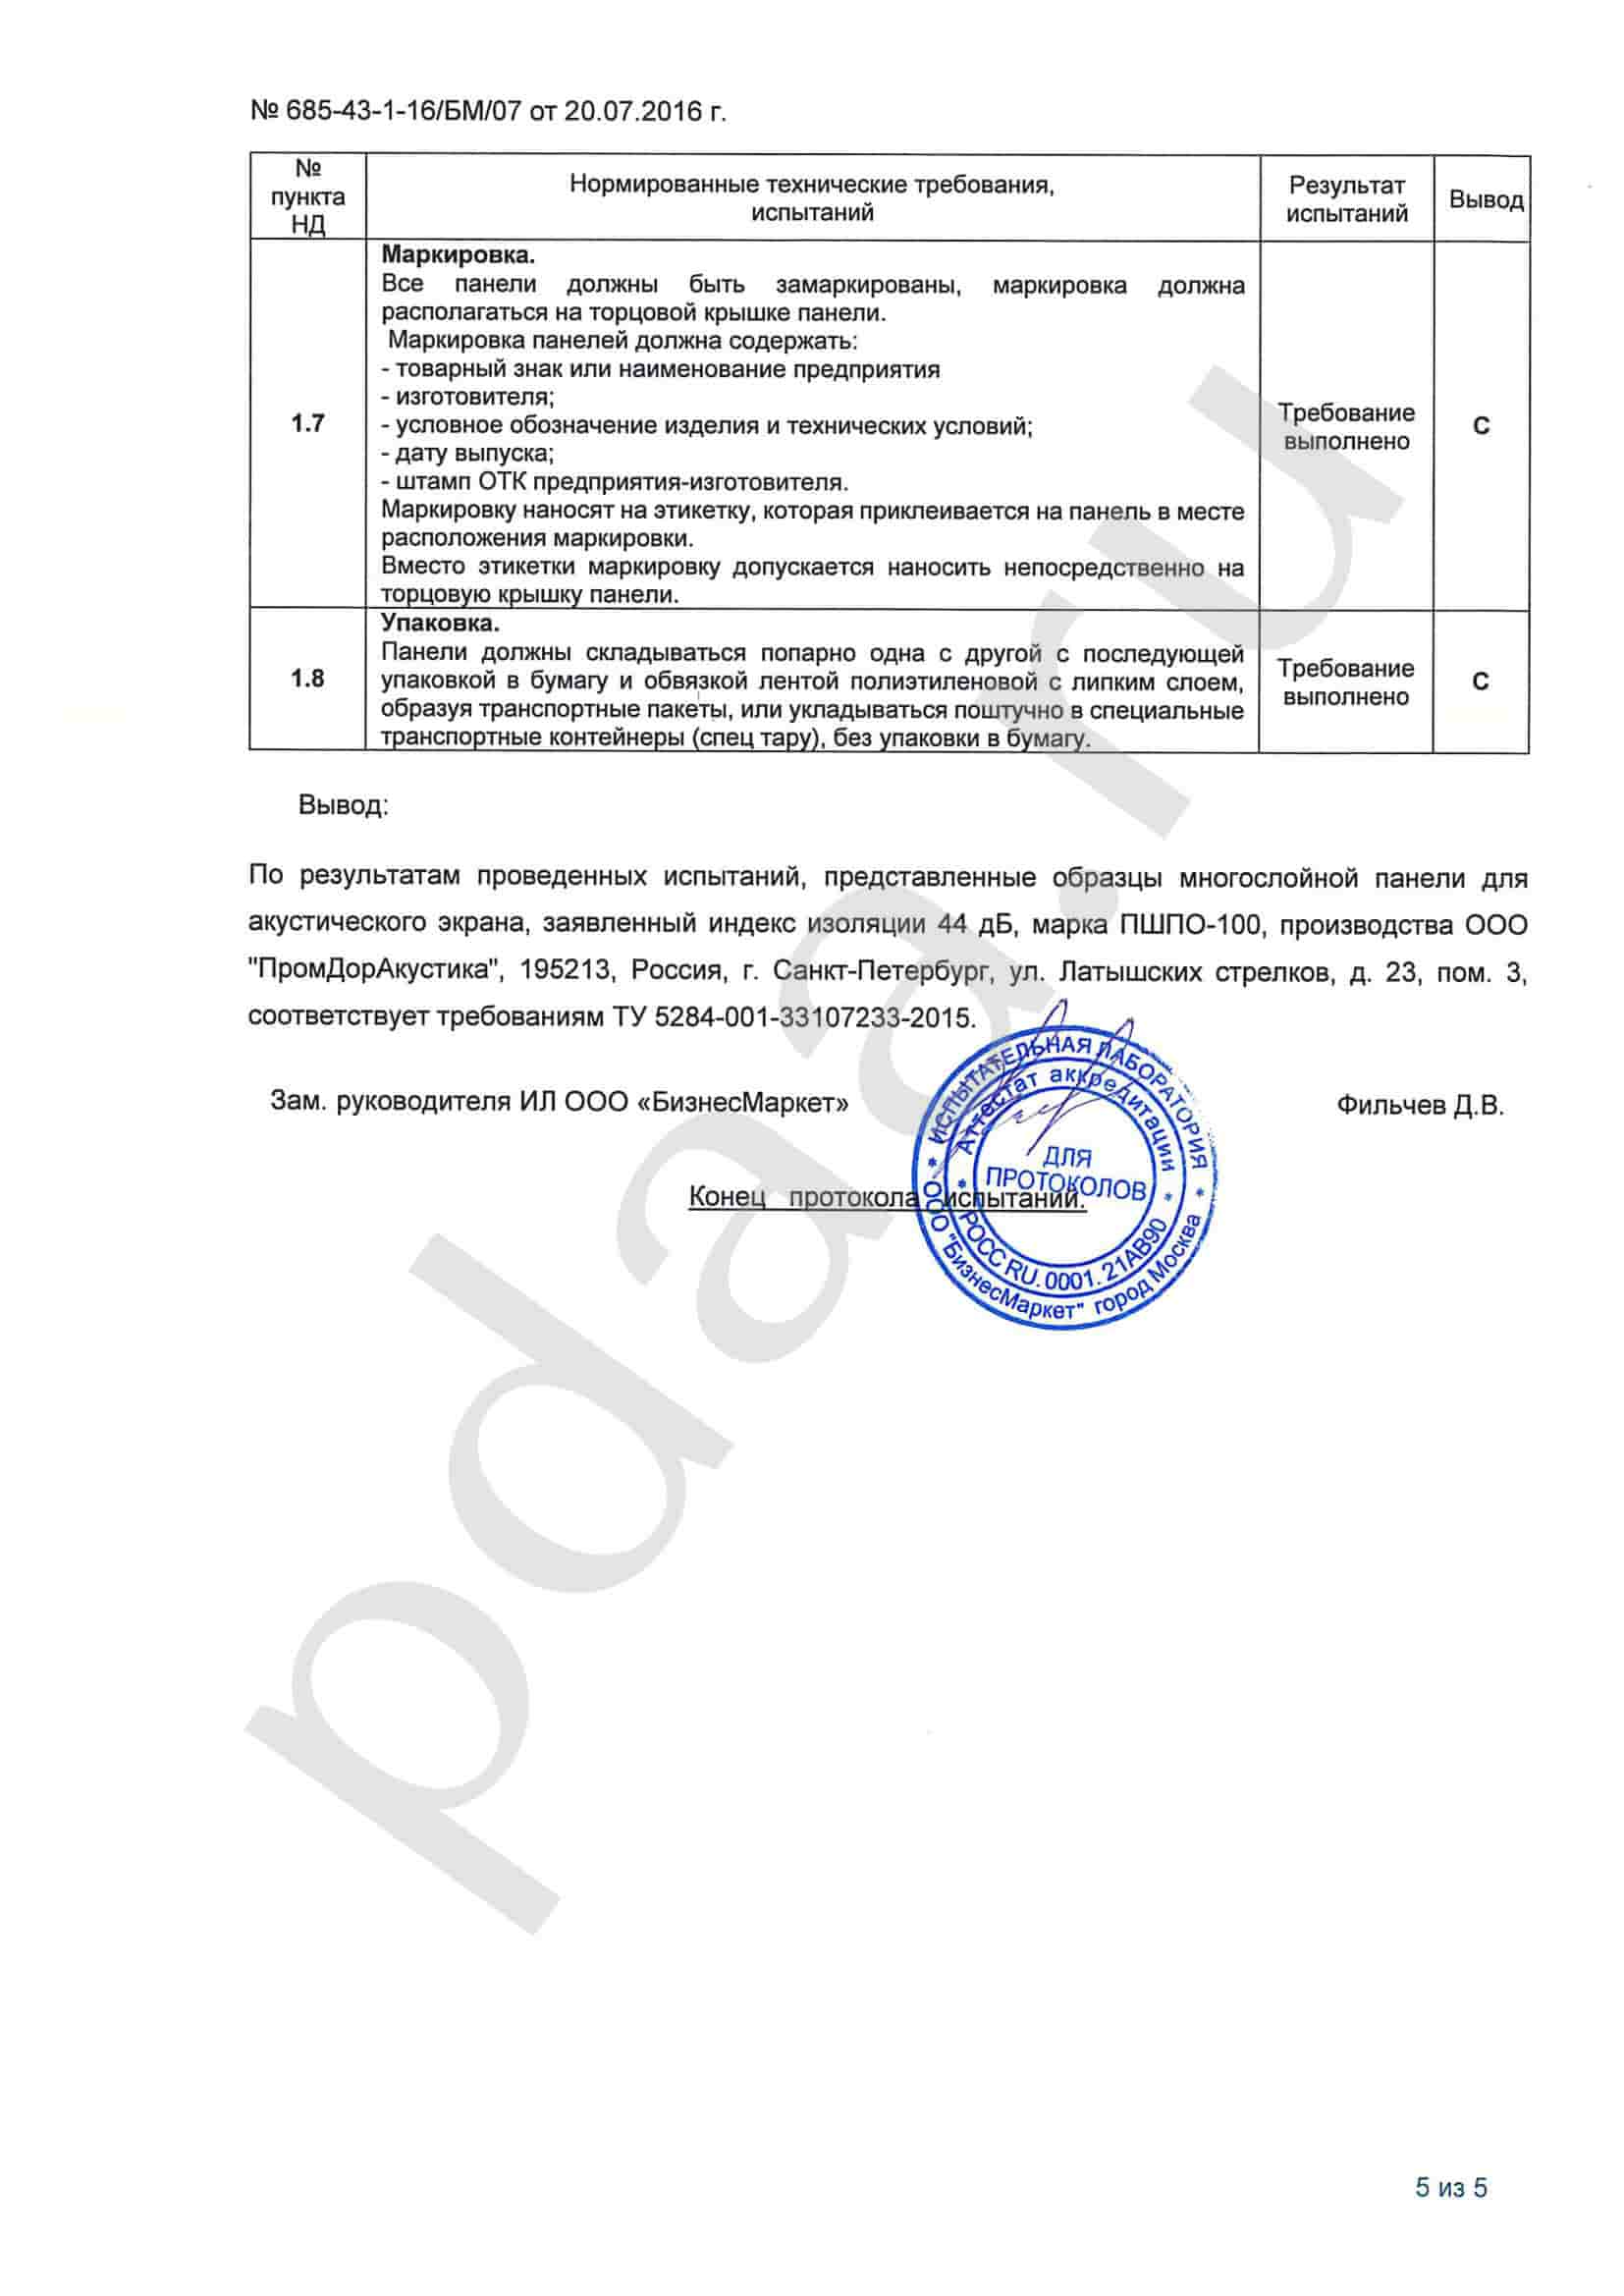 № 685-43-1-16/БМ/07 от 20.07.2016 г.
№
пункта
НД
Нормированные технические требования,
испытаний
Результат
испытаний
Вывод
1.7
Маркировка.
Все панели должны быть замаркированы, маркировка должна
располагаться на торцовой крышке панели.
Маркировка панелей должна содержать:
- товарный знак или наименование предприятия
- изготовителя;
- условное обозначение изделия и технических условий;
- дату выпуска;
- штамп ОТК предприятия-изготовителя.
Маркировку наносят на этикетку, которая приклеивается на панель в месте
расположения маркировки.
Вместо этикетки маркировку допускается наносить непосредственно на
торцовую крышку панели.
Требование
выполнено
С
1.8
Упаковка.
Панели должны складываться попарно одна с другой с последующей
упаковкой в бумагу и обвязкой лентой полиэтиленовой с липким слоем,
образуя транспортные пакеты, или укладываться поштучно в специальные
транспортные контейнеры (спец тару), без упаковки в бумагу.
Требование
выполнено
С
Вывод:
По результатам проведенных испытаний, представленные образцы многослойной панели для
акустического экрана, заявленный индекс изоляции 44 дБ, марка ПШПО-100, производства ООО
"ПромДорАкустика", 195213, Россия, г. Санкт-Петербург, ул. Латышских стрелков, д. 23, пом. 3,
соответствует требованиям ТУ 5284-001-33107233-2015.
Зам. руководителя ИЛ ООО «БизнесМаркет»
Фильчев Д.В.
Конец протокола испытаний.
* ИСПЫТАТЕЛЬНАЯ ЛАБОРАТОРИЯ *
ООО "БизнесМаркет" город Москва
* Аттестат аккредитации *
РОСС RU.0001.21АВ90
ДЛЯ
ПРОТОКОЛОВ
pdaa.ru
5 из 5